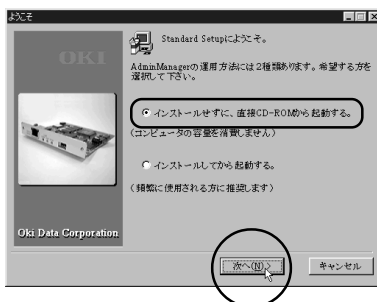 ようこそ
OKI
Standard Setupにようこそ。
AdminManagerの運用方法には2種類あります。希望する方を
選択して下さい。
インストールせずに、直接CD-ROMから起動する。
(コンピュータの容量を消費しません)
インストールしてから起動する。
(頻繁に使用される方に推奨します)
Oki Data Corporation
次へ(N) >
キャンセル